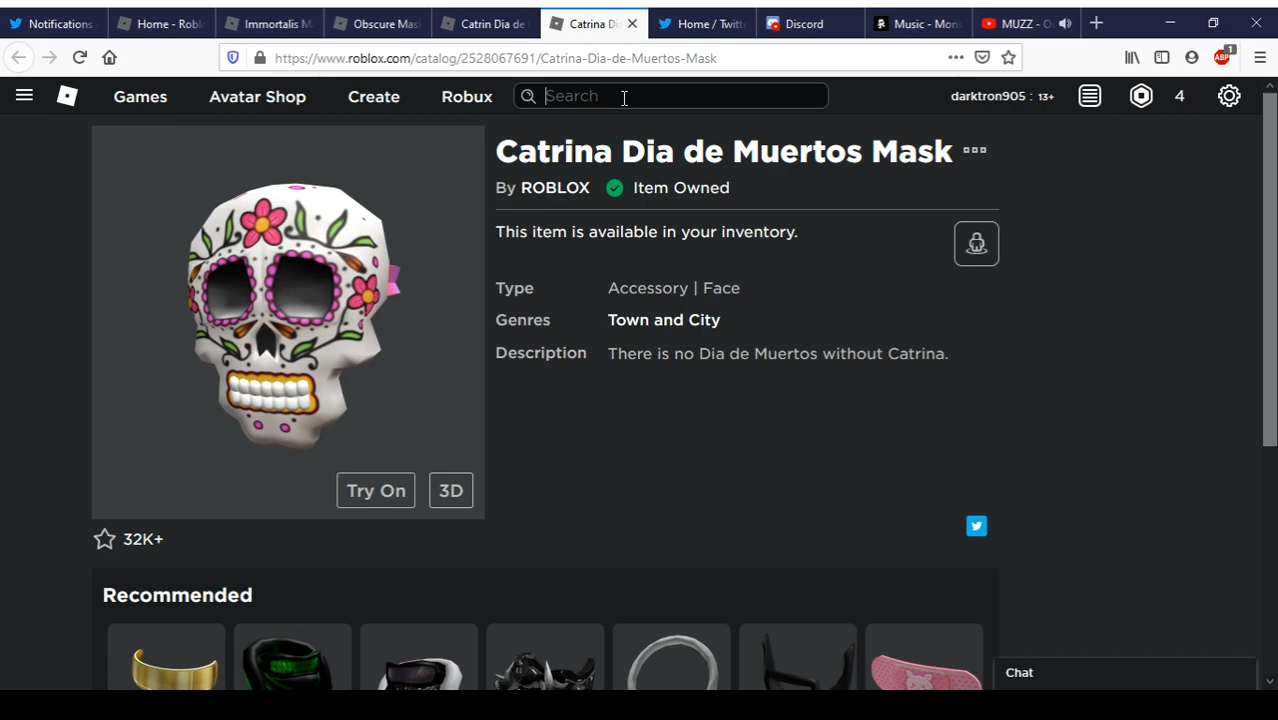 Notifications
Home - Robl
Immortalis M
Obscure Mas
Catrin Dia de
Catrina Di
Home / Twitt
Discord
Music - Mons
MUZZ - O
https://www.roblox.com/catalog/2528067691/Catrina-Dia-de-Muertos-Mask
ABP 1
Games Avatar Shop Create Robux Search darktron905 : 13+ 4
Catrina Dia de Muertos Mask
By ROBLOX Item Owned
This item is available in your inventory.
Type Accessory | Face
Genres Town and City
Description There is no Dia de Muertos without Catrina.
Try On 3D
32K+
Recommended
Chat